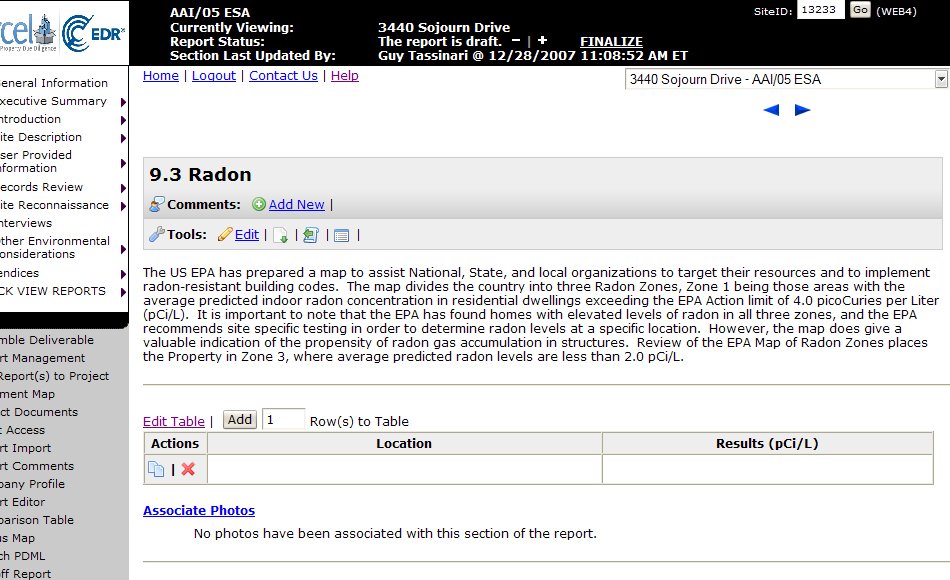 AAI/05 ESA
SiteID: 13233 Go (WEB4)
Currently Viewing: 3440 Sojourn Drive
Report Status: The report is draft. − | + FINALIZE
Section Last Updated By: Guy Tassinari @ 12/28/2007 11:08:52 AM ET
rcel
Property Due Diligence
EDR®
Home | Logout | Contact Us | Help
3440 Sojourn Drive - AAI/05 ESA
eneral Information
xecutive Summary
ntroduction
ite Description
ser Provided
nformation
ecords Review
ite Reconnaissance
nterviews
ther Environmental
onsiderations
endices
CK VIEW REPORTS
mble Deliverable
rt Management
Report(s) to Project
ment Map
ct Documents
t Access
rt Import
rt Comments
pany Profile
rt Editor
parison Table
us Map
ch PDML
off Report
9.3 Radon
Comments: Add New |
Tools: Edit | | | |
The US EPA has prepared a map to assist National, State, and local organizations to target their resources and to implement
radon-resistant building codes. The map divides the country into three Radon Zones, Zone 1 being those areas with the
average predicted indoor radon concentration in residential dwellings exceeding the EPA Action limit of 4.0 picoCuries per Liter
(pCi/L). It is important to note that the EPA has found homes with elevated levels of radon in all three zones, and the EPA
recommends site specific testing in order to determine radon levels at a specific location. However, the map does give a
valuable indication of the propensity of radon gas accumulation in structures. Review of the EPA Map of Radon Zones places
the Property in Zone 3, where average predicted radon levels are less than 2.0 pCi/L.
Edit Table | Add 1 Row(s) to Table
Actions Location Results (pCi/L)
|
Associate Photos
No photos have been associated with this section of the report.